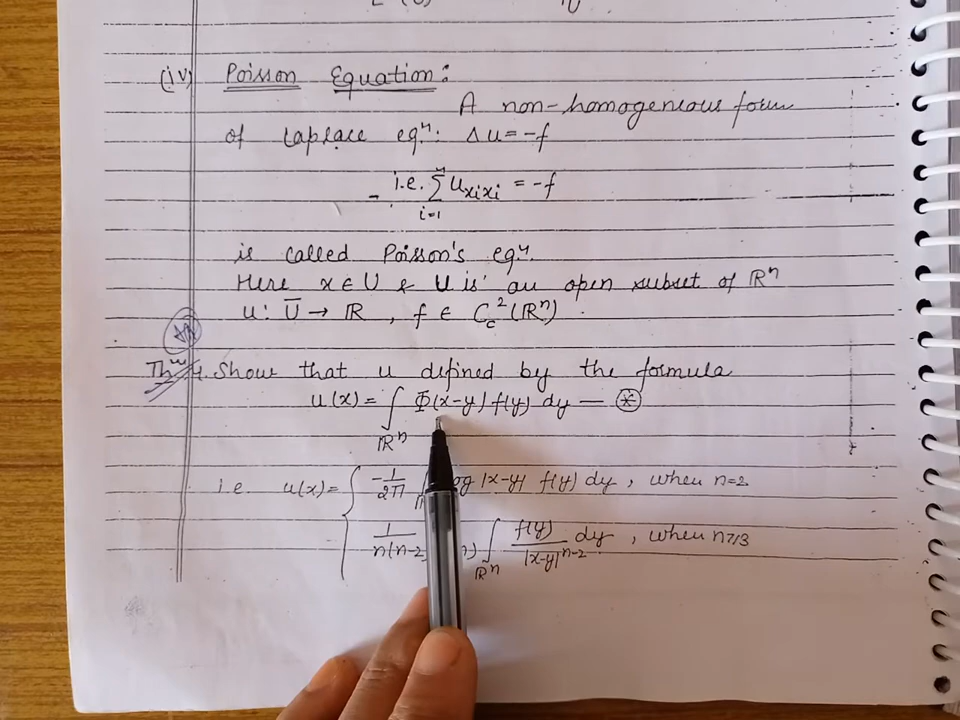 (iv) Poisson Equation:
A non-homogeneous form
of Laplace eqⁿ: Δu = -f
i.e. ∑ᵢ₌₁ⁿ u_{xᵢxᵢ} = -f
is called Poisson's eqⁿ.
Here x ∈ U & U is an open subset of ℝⁿ
u: Ū → ℝ, f ∈ C_c²(ℝⁿ).
Thᵐ 4. Show that u defined by the formula
u(x) = ∫_{ℝⁿ} Φ(x-y) f(y) dy — ⊛
i.e u(x) = { -1/2π log |x-y| f(y) dy, when n=2
1/n(n-2) ∫_{ℝⁿ} f(y)/|x-y|ⁿ⁻² dy, when n≥3